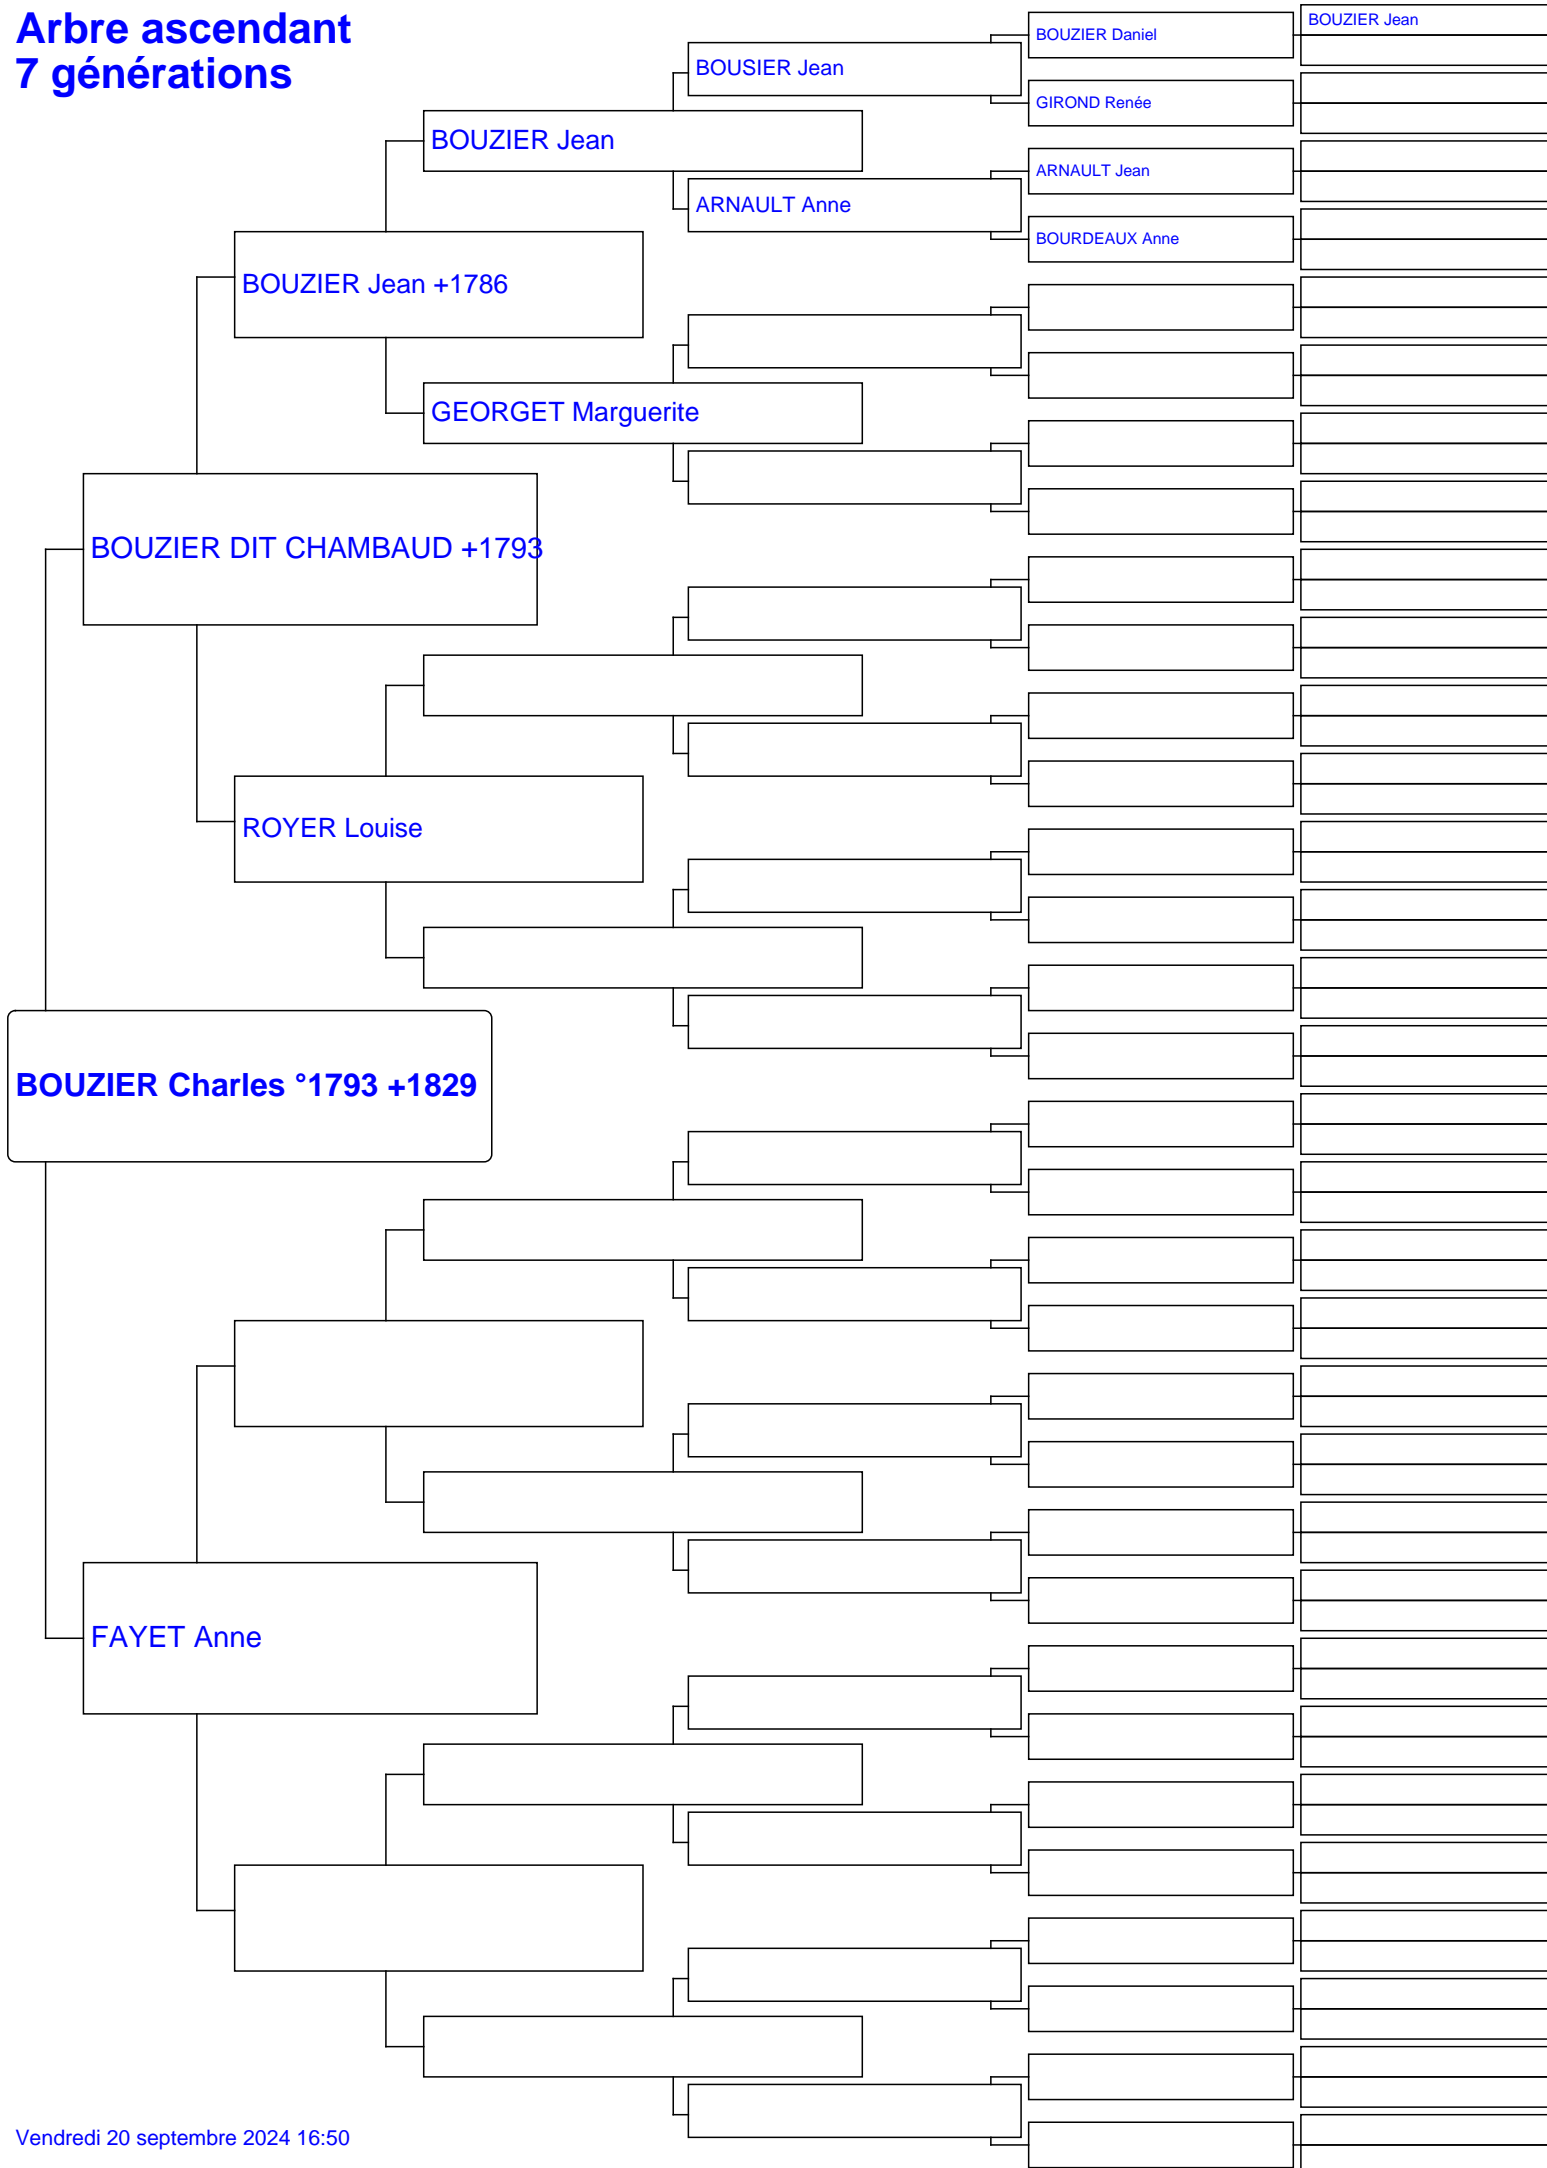 Arbre ascendant
7 générations
BOUZIER Jean
BOUZIER Daniel
BOUSIER Jean
GIROND Renée
BOUZIER Jean
ARNAULT Jean
ARNAULT Anne
BOURDEAUX Anne
BOUZIER Jean +1786
GEORGET Marguerite
BOUZIER DIT CHAMBAUD +1793
ROYER Louise
BOUZIER Charles °1793 +1829
FAYET Anne
Vendredi 20 septembre 2024 16:50